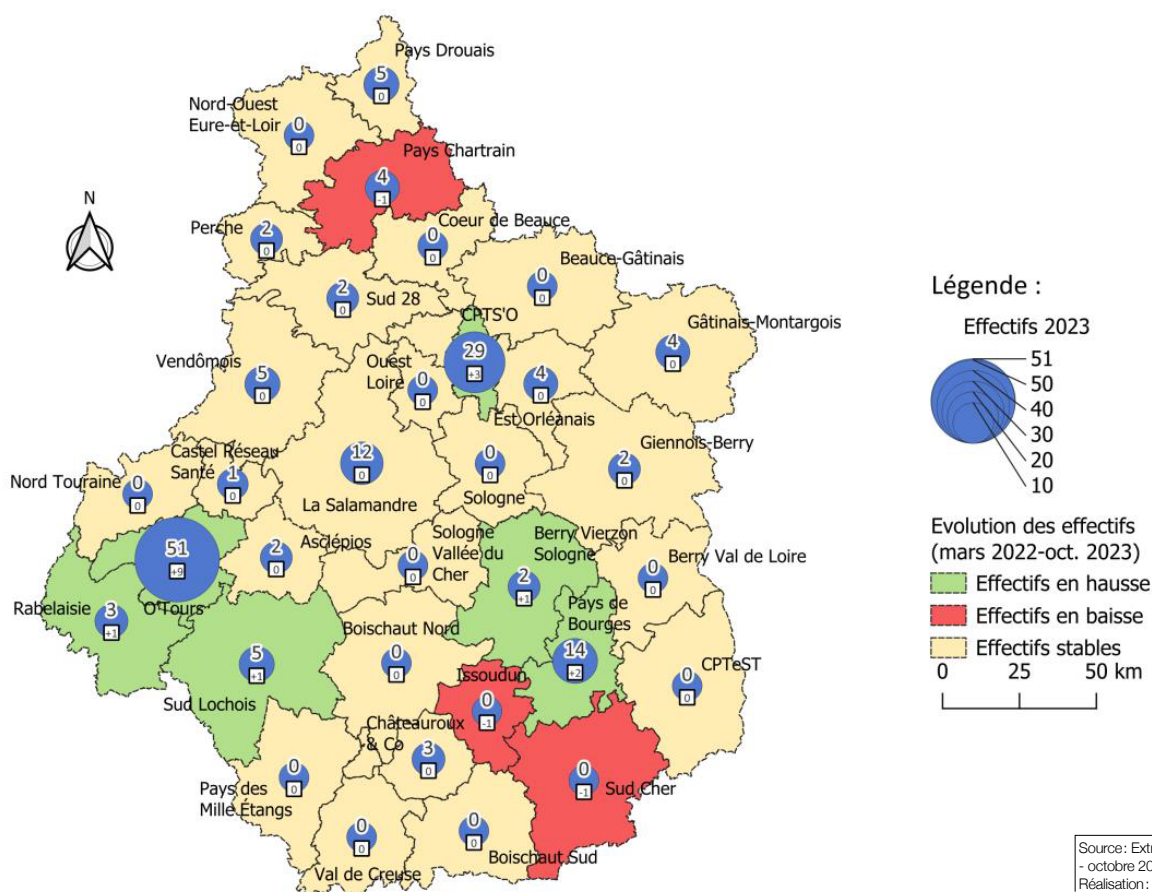 Pays Drouais
5
0
Nord-Ouest
Eure-et-Loir
0
0
Pays Chartrain
4
-1
N
Perche
2
0
Coeur de Beauce
0
0
Beauce-Gâtinais
0
0
Sud 28
2
0
CPTS'O
29
+3
Gâtinais-Montargois
4
0
Vendômois
5
0
Ouest
Loire
0
0
4
0
Est Orléanais
Giennois-Berry
2
0
Castel Réseau
Santé
1
0
12
0
La Salamandre
0
0
Sologne
Nord Touraine
0
0
51
+9
O'Tours
Asclépios
2
0
Sologne
Vallée du
Cher
0
0
Berry Vierzon
Sologne
2
+1
Berry Val de Loire
0
0
Rabelaisie
3
+1
Pays de
Bourges
14
+2
Boischaut Nord
0
0
5
+1
Sud Lochois
CPTeST
0
0
Issoudun
0
-1
Châteauroux
& Co
3
0
Pays des
Mille Étangs
0
0
0
-1
Sud Cher
0
0
Val de Creuse
0
0
Boischaut Sud
Légende :
Effectifs 2023
51
50
40
30
20
10
Evolution des effectifs
(mars 2022-oct. 2023)
Effectifs en hausse
Effectifs en baisse
Effectifs stables
0 25 50 km
Source: Extr
- octobre 20
Réalisation: